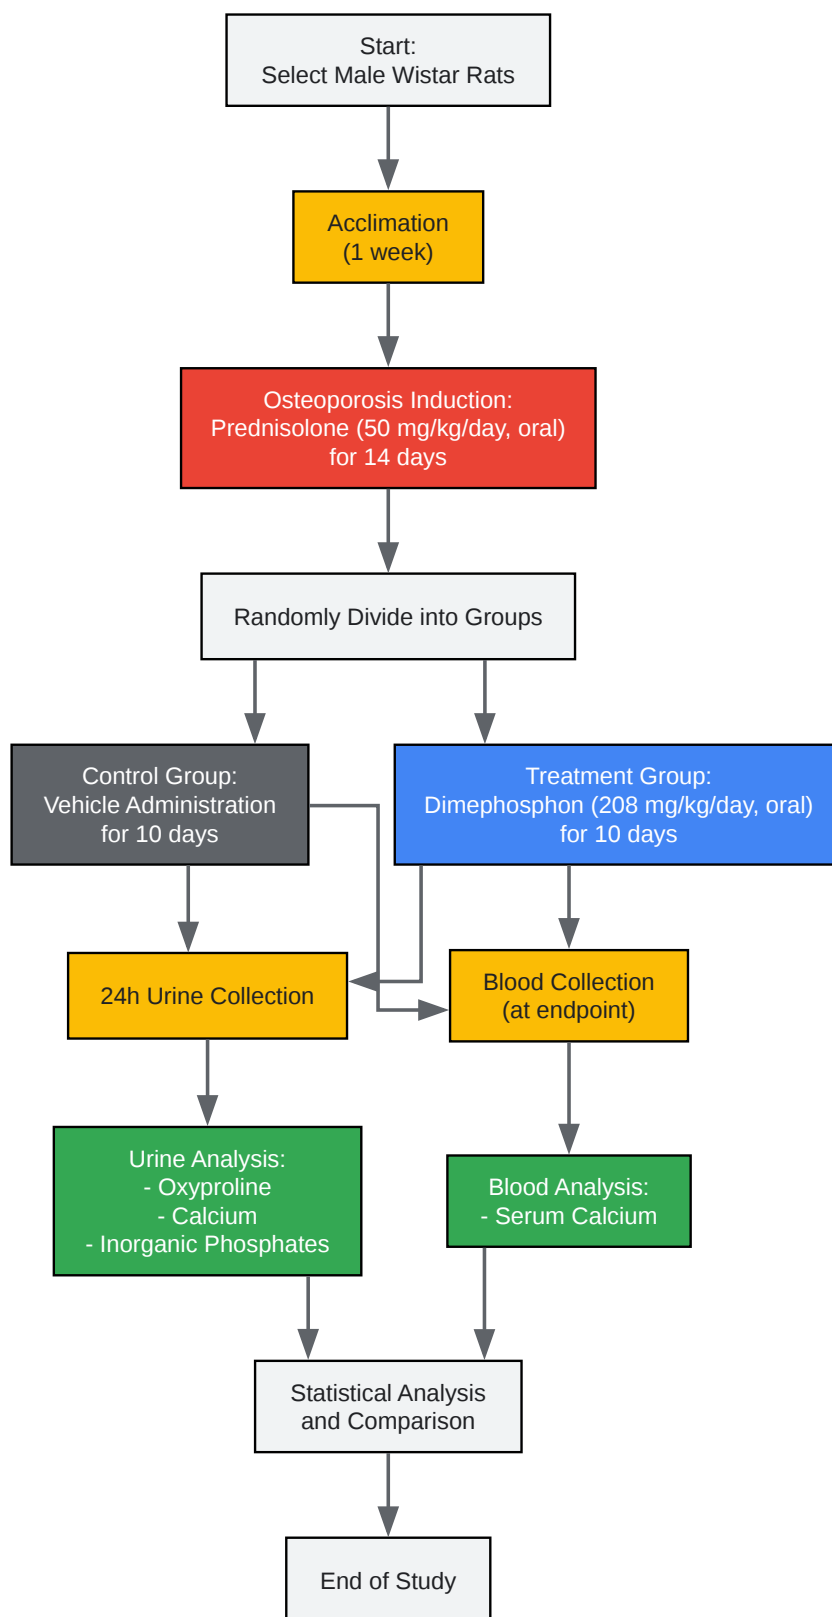 Start:
Select Male Wistar Rats
Acclimation
(1 week)
Osteoporosis Induction:
Prednisolone (50 mg/kg/day, oral)
for 14 days
Randomly Divide into Groups
Control Group:
Vehicle Administration
for 10 days
Treatment Group:
Dimephosphon (208 mg/kg/day, oral)
for 10 days
24h Urine Collection
Blood Collection
(at endpoint)
Urine Analysis:
- Oxyproline
- Calcium
- Inorganic Phosphates
Blood Analysis:
- Serum Calcium
Statistical Analysis
and Comparison
End of Study